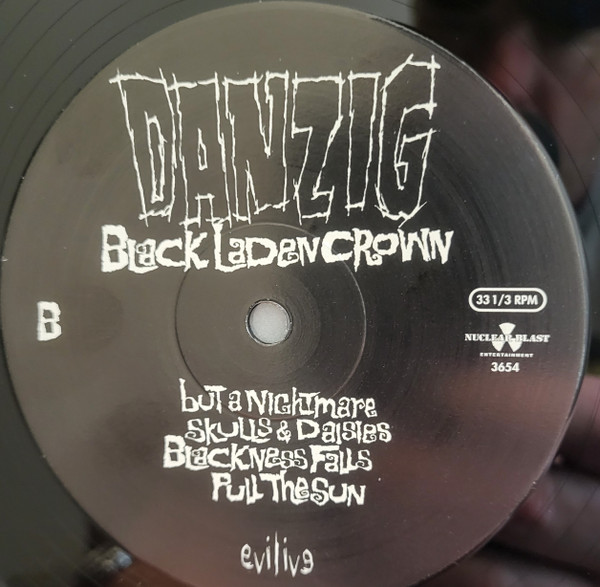 DANZIG
Black Laden Crown
B
33 1/3 RPM
NUCLEAR BLAST
ENTERTAINMENT
3654
but a Nightmare
Skulls & Daisies
Blackness Falls
Pull The Sun
evilive